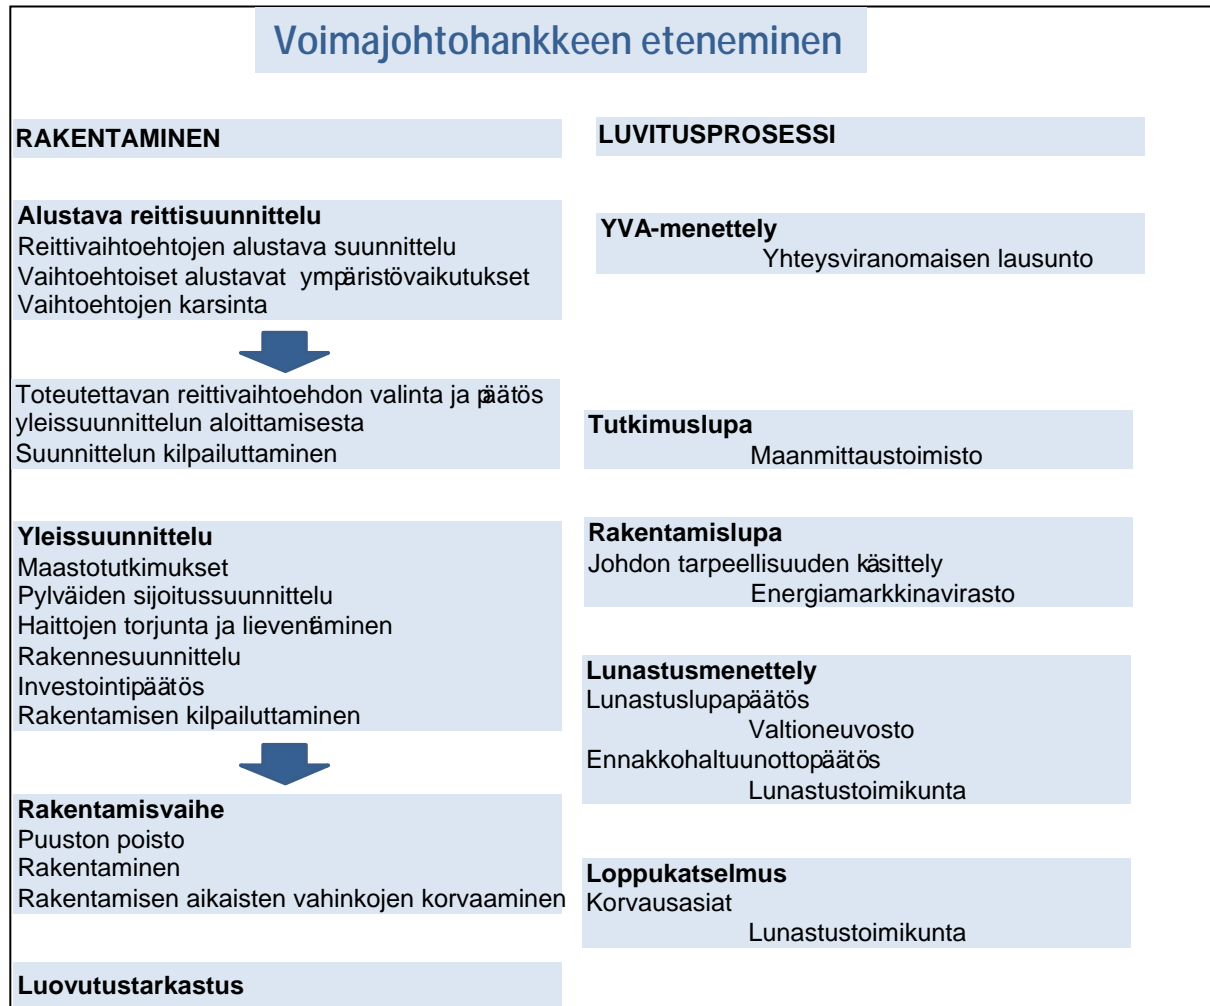 Voimajohtohankkeen eteneminen
RAKENTAMINEN
Alustava reittisuunnittelu
Reittivaihtoehtojen alustava suunnittelu
Vaihtoehtoiset alustavat ympäristövaikutukset
Vaihtoehtojen karsinta
Toteutettavan reittivaihtoehdon valinta ja päätös
yleissuunnittelun aloittamisesta
Suunnittelun kilpailuttaminen
Yleissuunnittelu
Maastotutkimukset
Pylväiden sijoitussuunnittelu
Haittojen torjunta ja lieventäminen
Rakennesuunnittelu
Investointipäätös
Rakentamisen kilpailuttaminen
Rakentamisvaihe
Puuston poisto
Rakentaminen
Rakentamisen aikaisten vahinkojen korvaaminen
Luovutustarkastus
LUVITUSPROSESSI
YVA-menettely
Yhteysviranomaisen lausunto
Tutkimuslupa
Maanmittaustoimisto
Rakentamislupa
Johdon tarpeellisuuden käsittely
Energiamarkkinavirasto
Lunastusmenettely
Lunastuslupapäätös
Valtioneuvosto
Ennakkohaltuunottopäätös
Lunastustoimikunta
Loppukatselmus
Korvausasiat
Lunastustoimikunta